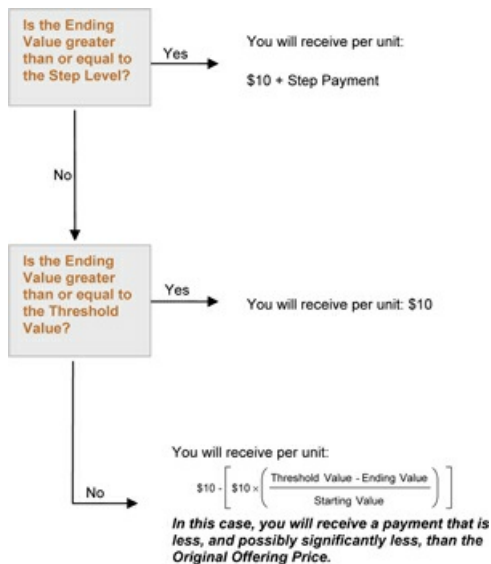 Is the Ending
Value greater
than or equal to
the Step Level?
Yes
You will receive per unit:
$10 + Step Payment
No
Is the Ending
Value greater
than or equal to
the Threshold
Value?
Yes
You will receive per unit: $10
No
You will receive per unit:
$10 - [ $10 × ( Threshold Value - Ending Value
Starting Value ) ]
In this case, you will receive a payment that is
less, and possibly significantly less, than the
Original Offering Price.